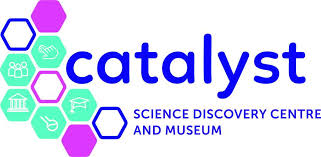 catalyst
SCIENCE DISCOVERY CENTRE
AND MUSEUM